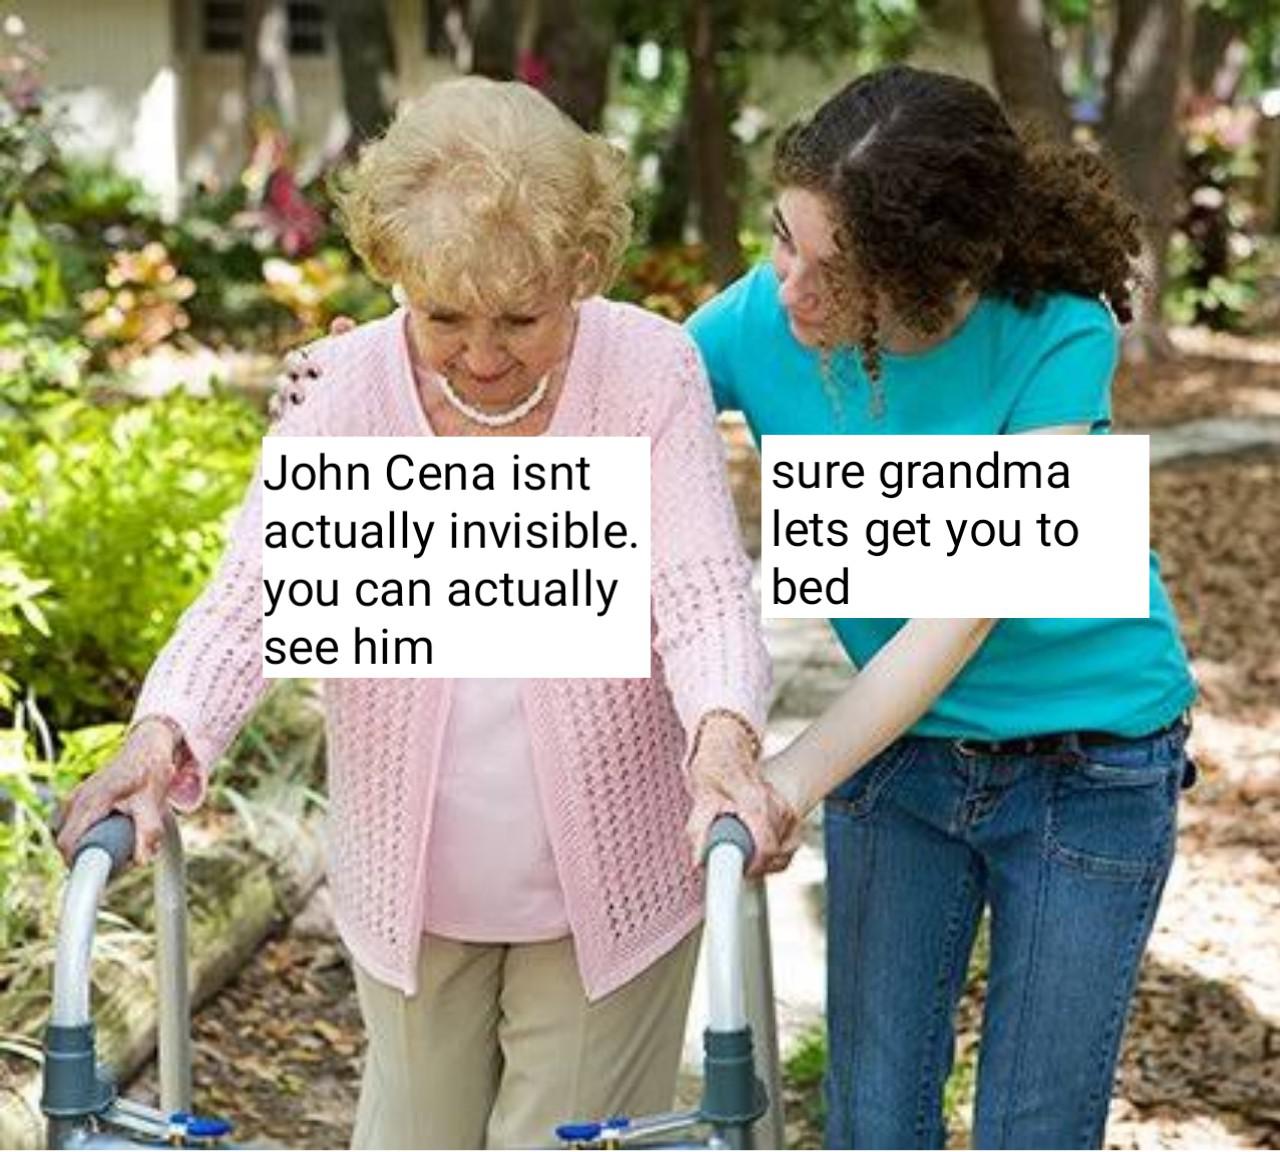 John Cena isnt
actually invisible.
you can actually
see him
sure grandma
lets get you to
bed